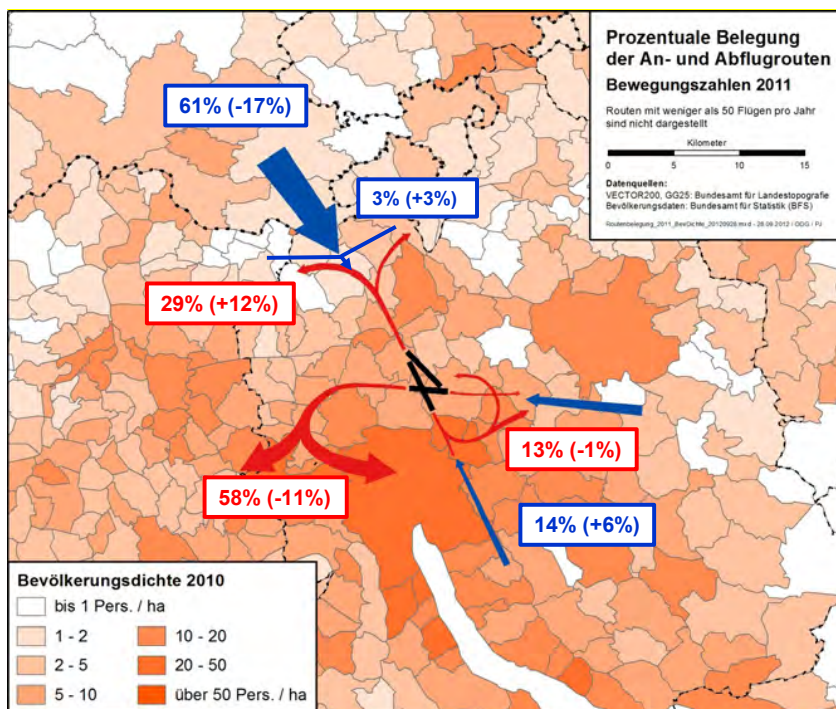 Prozentuale Belegung
der An- und Abflugrouten
Bewegungszahlen 2011
Routen mit weniger als 50 Flügen pro Jahr
sind nicht dargestellt
Kilometer
0 5 10 15
Datenquellen:
VECTOR200, GG25: Bundesamt für Landestopografie
Bevölkerungsdaten: Bundesamt für Statistik (BFS)
61% (-17%)
3% (+3%)
29% (+12%)
13% (-1%)
58% (-11%)
14% (+6%)
Bevölkerungsdichte 2010
bis 1 Pers. / ha
1 - 2
2 - 5
5 - 10
10 - 20
20 - 50
über 50 Pers. / ha